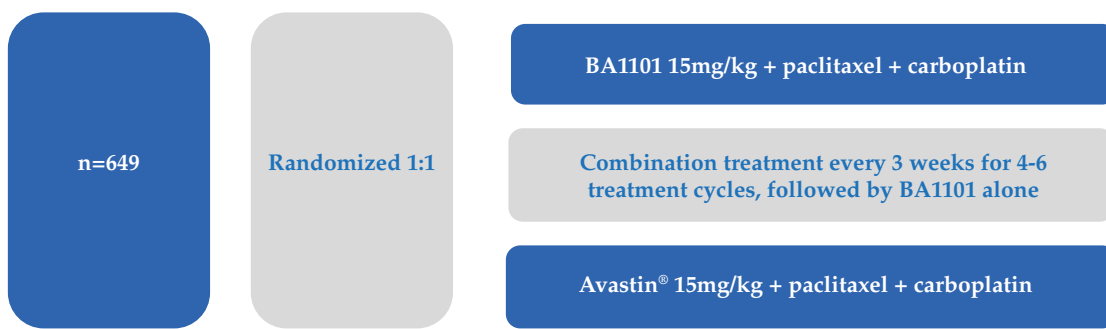 n=649
Randomized 1:1
BA1101 15mg/kg + paclitaxel + carboplatin
Combination treatment every 3 weeks for 4-6
treatment cycles, followed by BA1101 alone
Avastin® 15mg/kg + paclitaxel + carboplatin